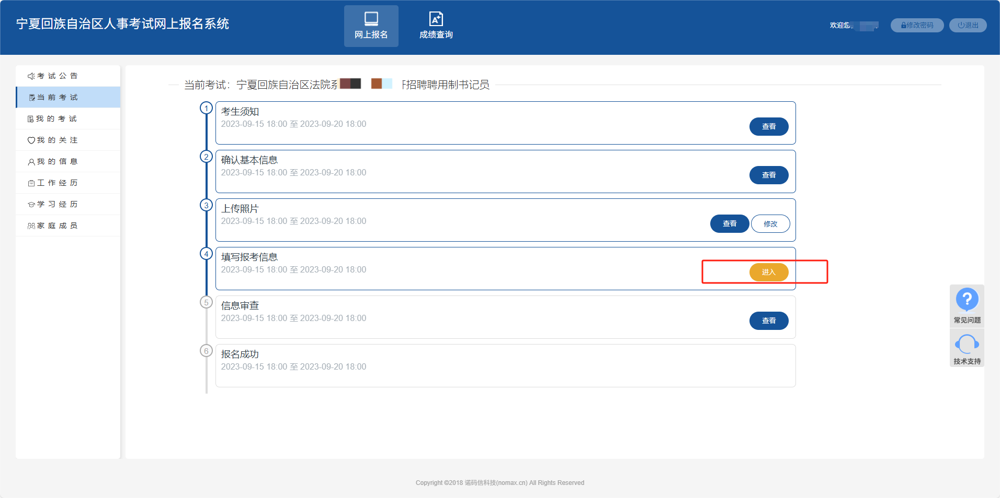 宁夏回族自治区人事考试网上报名系统
网上报名
成绩查询
欢迎您
修改密码
退出
考试公告
当前考试
我的考试
我的关注
我的信息
工作经历
学习经历
家庭成员
当前考试：宁夏回族自治区法院系 招聘聘用制书记员
1
考生须知
2023-09-15 18:00 至 2023-09-20 18:00
查看
2
确认基本信息
2023-09-15 18:00 至 2023-09-20 18:00
查看
3
上传照片
2023-09-15 18:00 至 2023-09-20 18:00
查看
修改
4
填写报考信息
2023-09-15 18:00 至 2023-09-20 18:00
进入
5
信息审查
2023-09-15 18:00 至 2023-09-20 18:00
查看
6
报名成功
2023-09-15 18:00 至 2023-09-20 18:00
?
常见问题
技术支持
Copyright ©2018 诺码信科技(nomax.cn) All Rights Reserved